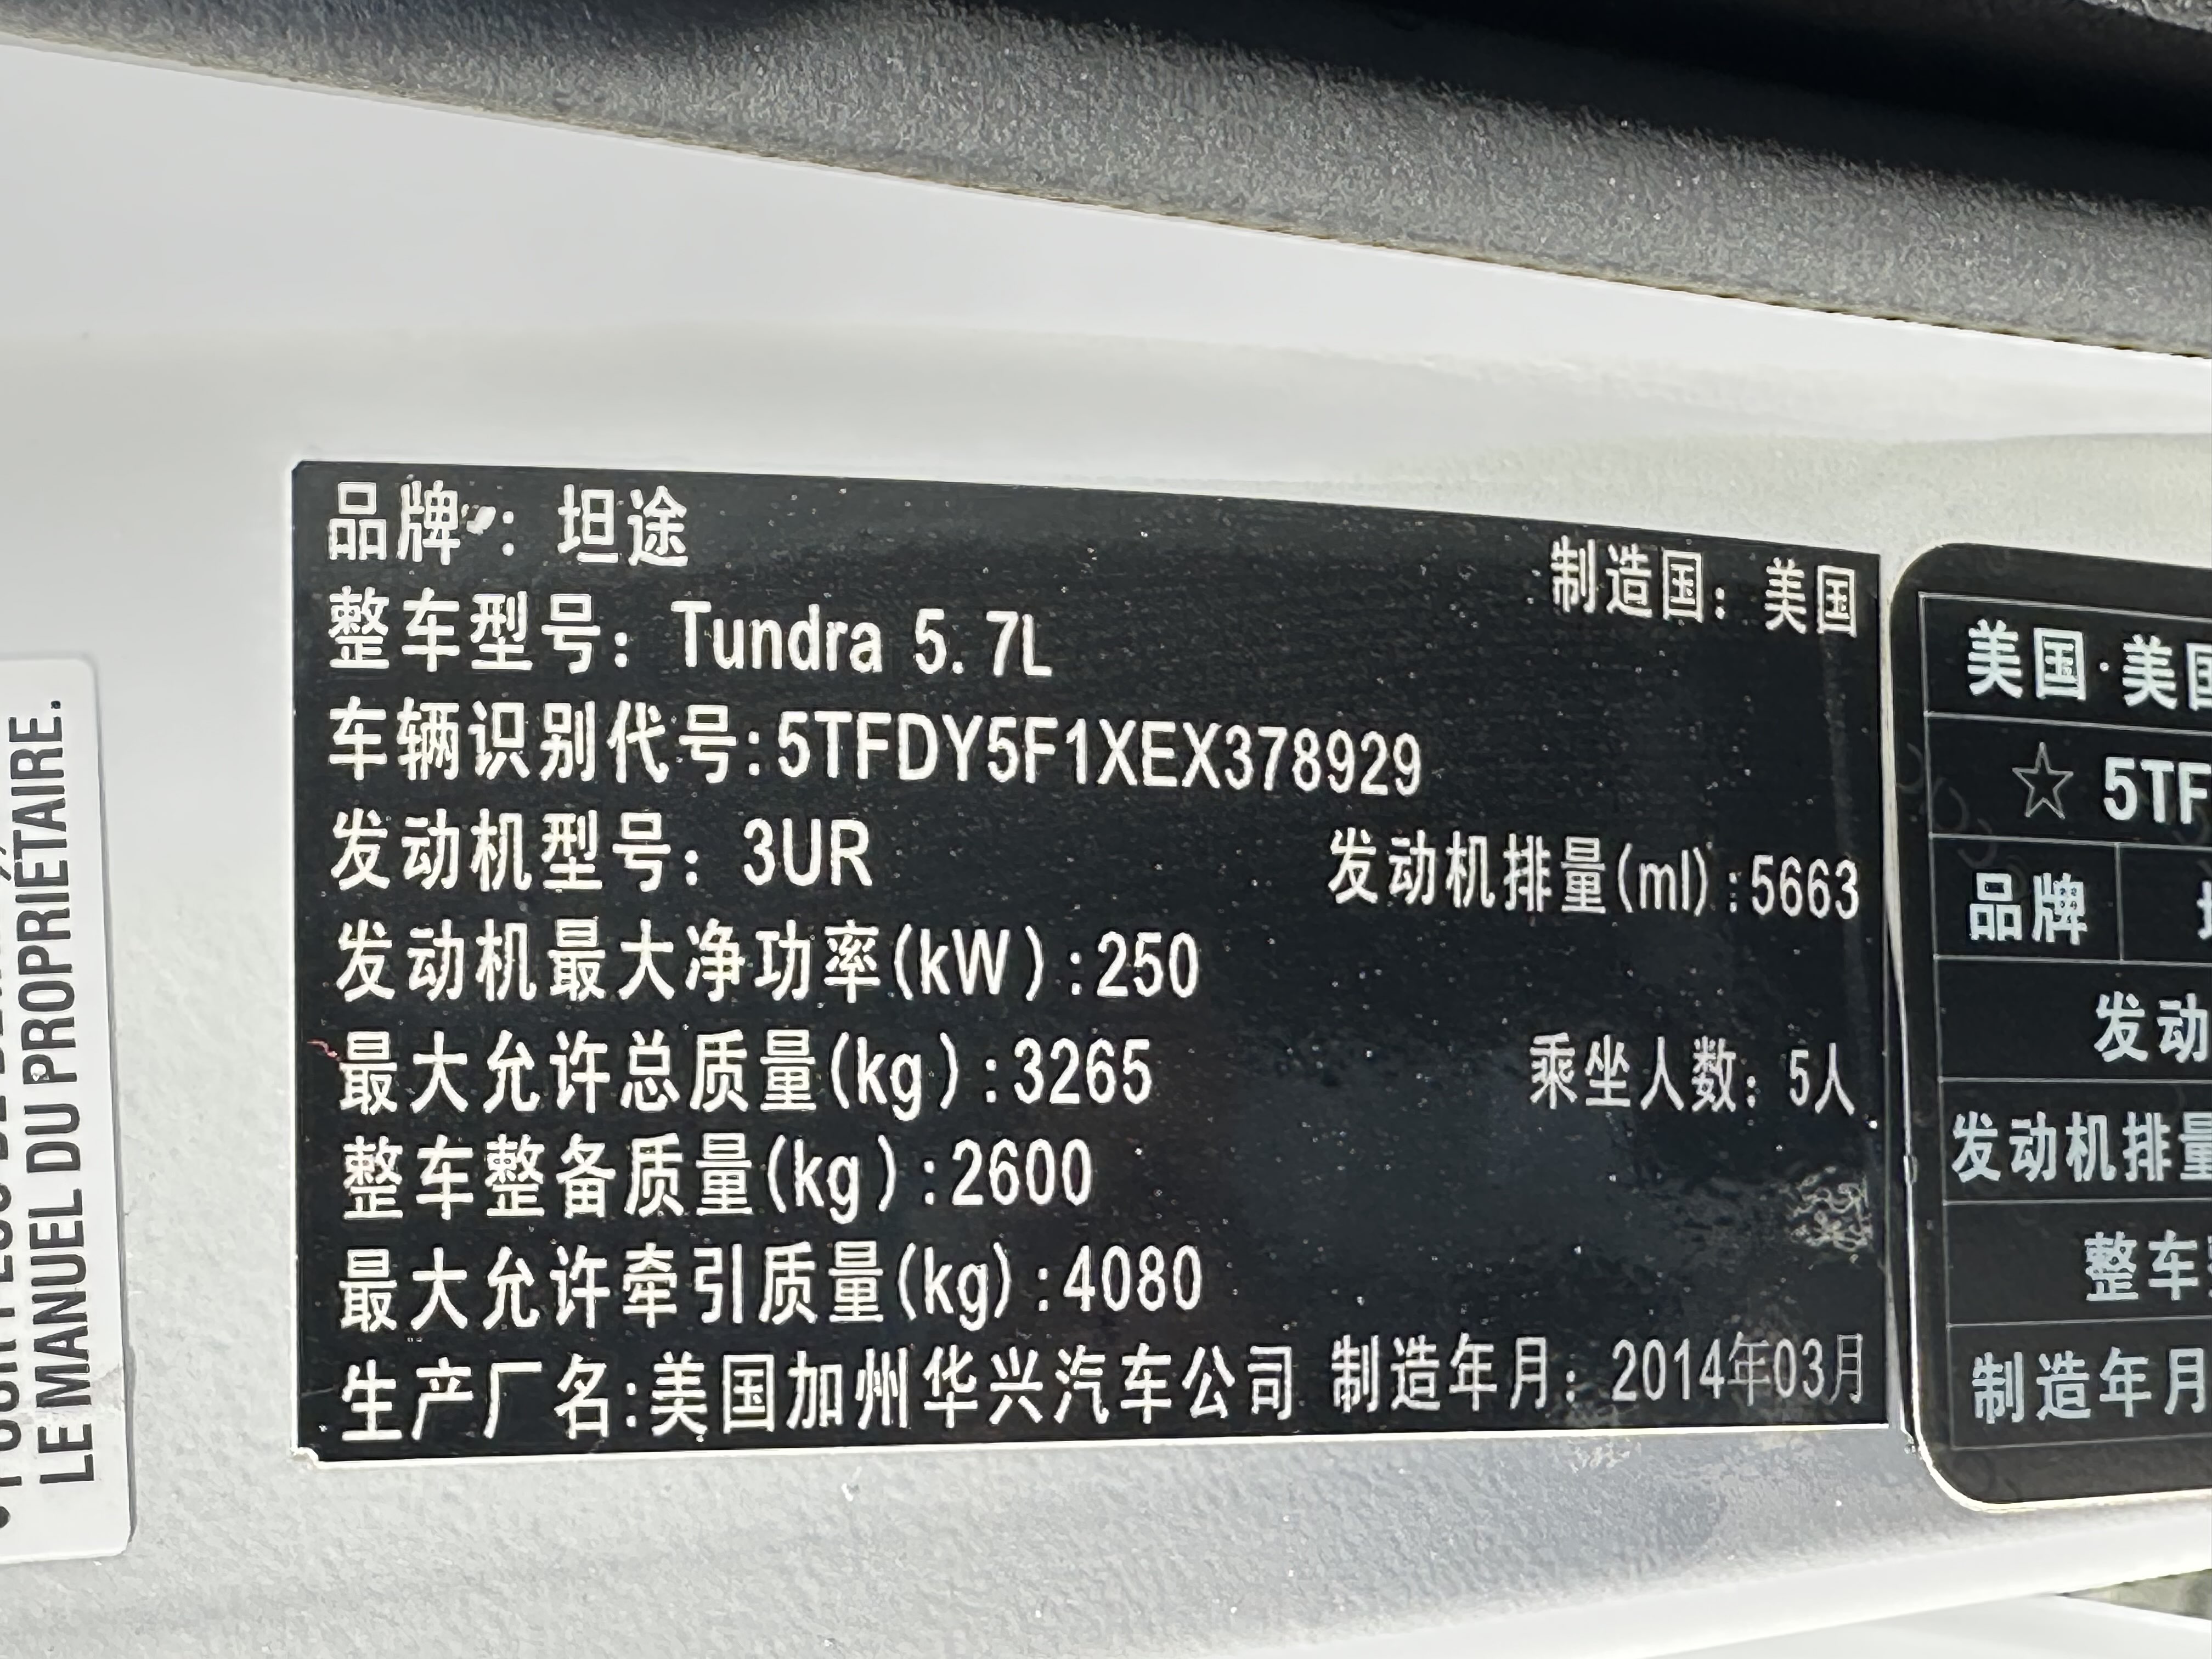 品牌：坦途
制造国：美国
整车型号：Tundra 5.7L
车辆识别代号:5TFDY5F1XEX378929
发动机型号：3UR
发动机排量(ml):5663
发动机最大净功率(kW):250
最大允许总质量(kg):3265
乘坐人数：5人
整车整备质量(kg):2600
最大允许牵引质量(kg):4080
生产厂名:美国加州华兴汽车公司 制造年月：2014年03月
LE MANUEL DU PROPRIÉTAIRE.
美国·美国
☆ 5TF
品牌
发动
发动机排量
整车
制造年月